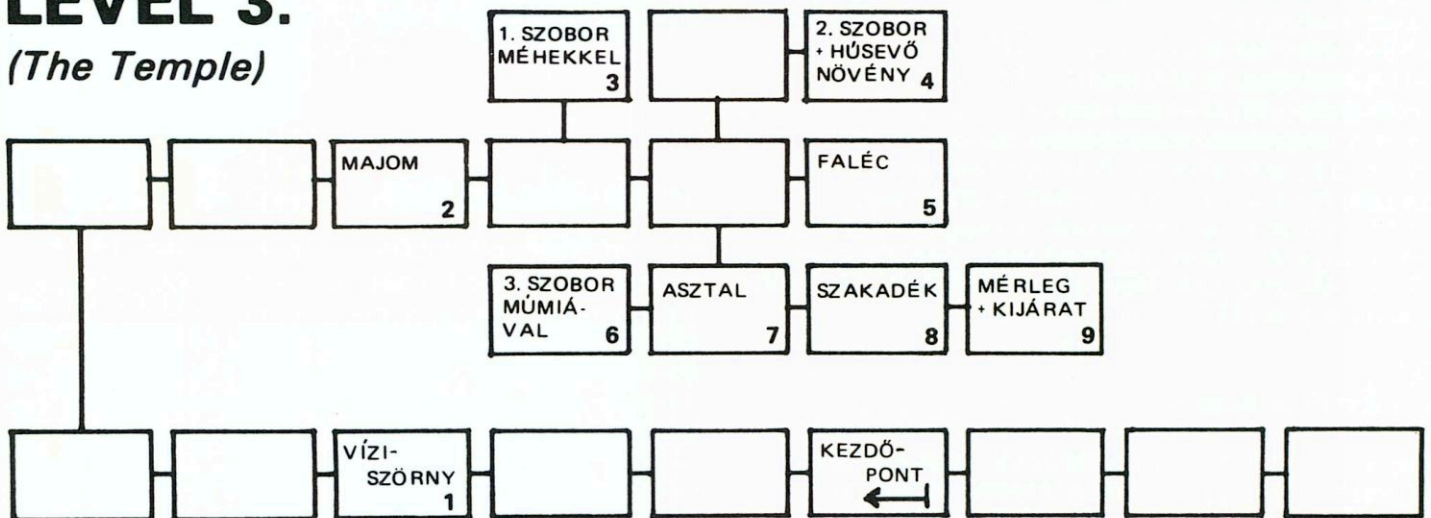 LEVEL 3.
(The Temple)
1. SZOBOR
MÉHEKKEL
3
2. SZOBOR
+ HÚSEVŐ
NÖVÉNY 4
MAJOM
2
FALÉC
5
3. SZOBOR
MÚMIÁ-
VAL 6
ASZTAL
7
SZAKADÉK
8
MÉRLEG
+ KIJÁRAT
9
VÍZI-
SZÖRNY
1
KEZDŐ-
PONT